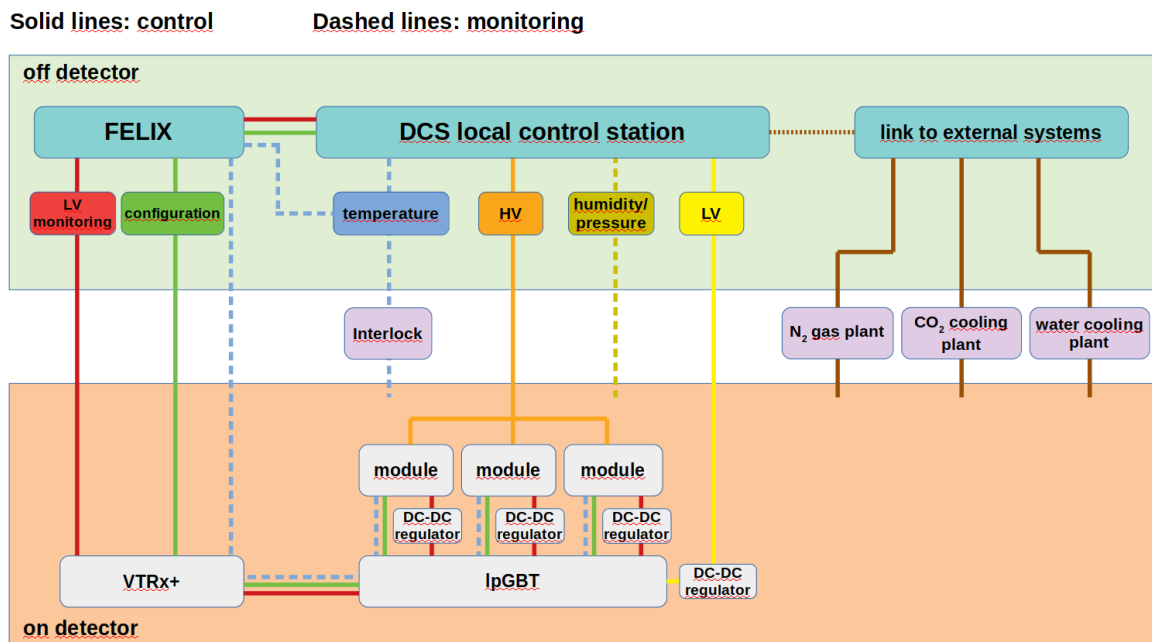 Solid lines: control
Dashed lines: monitoring
off detector
FELIX
DCS local control station
link to external systems
LV
monitoring
configuration
temperature
HV
humidity/
pressure
LV
Interlock
N₂ gas plant
CO₂ cooling
plant
water cooling
plant
module
module
module
DC-DC
regulator
DC-DC
regulator
DC-DC
regulator
VTRx+
lpGBT
DC-DC
regulator
on detector